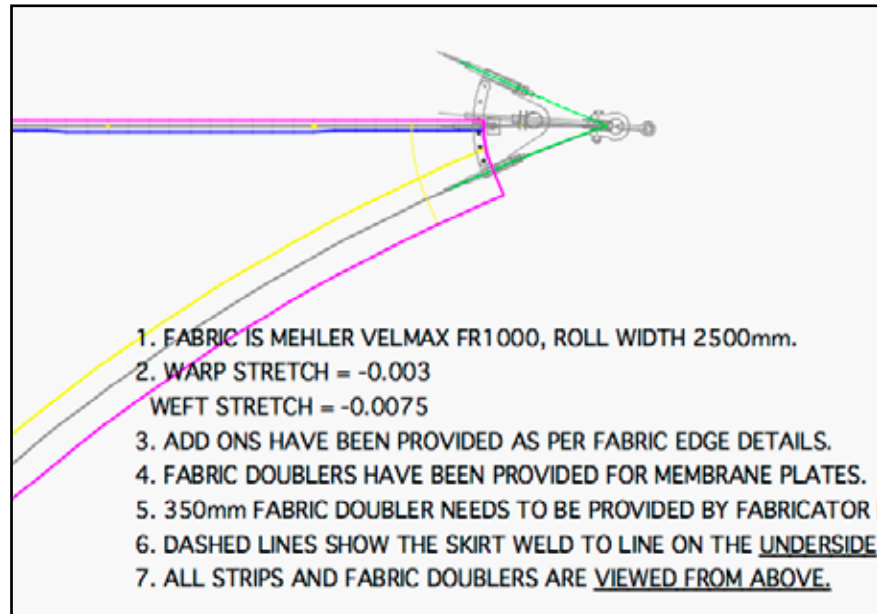 1. FABRIC IS MEHLER VELMAX FR1000, ROLL WIDTH 2500mm.
2. WARP STRETCH = -0.003
WEFT STRETCH = -0.0075
3. ADD ONS HAVE BEEN PROVIDED AS PER FABRIC EDGE DETAILS.
4. FABRIC DOUBLERS HAVE BEEN PROVIDED FOR MEMBRANE PLATES.
5. 350mm FABRIC DOUBLER NEEDS TO BE PROVIDED BY FABRICATOR
6. DASHED LINES SHOW THE SKIRT WELD TO LINE ON THE UNDERSIDE
7. ALL STRIPS AND FABRIC DOUBLERS ARE VIEWED FROM ABOVE.